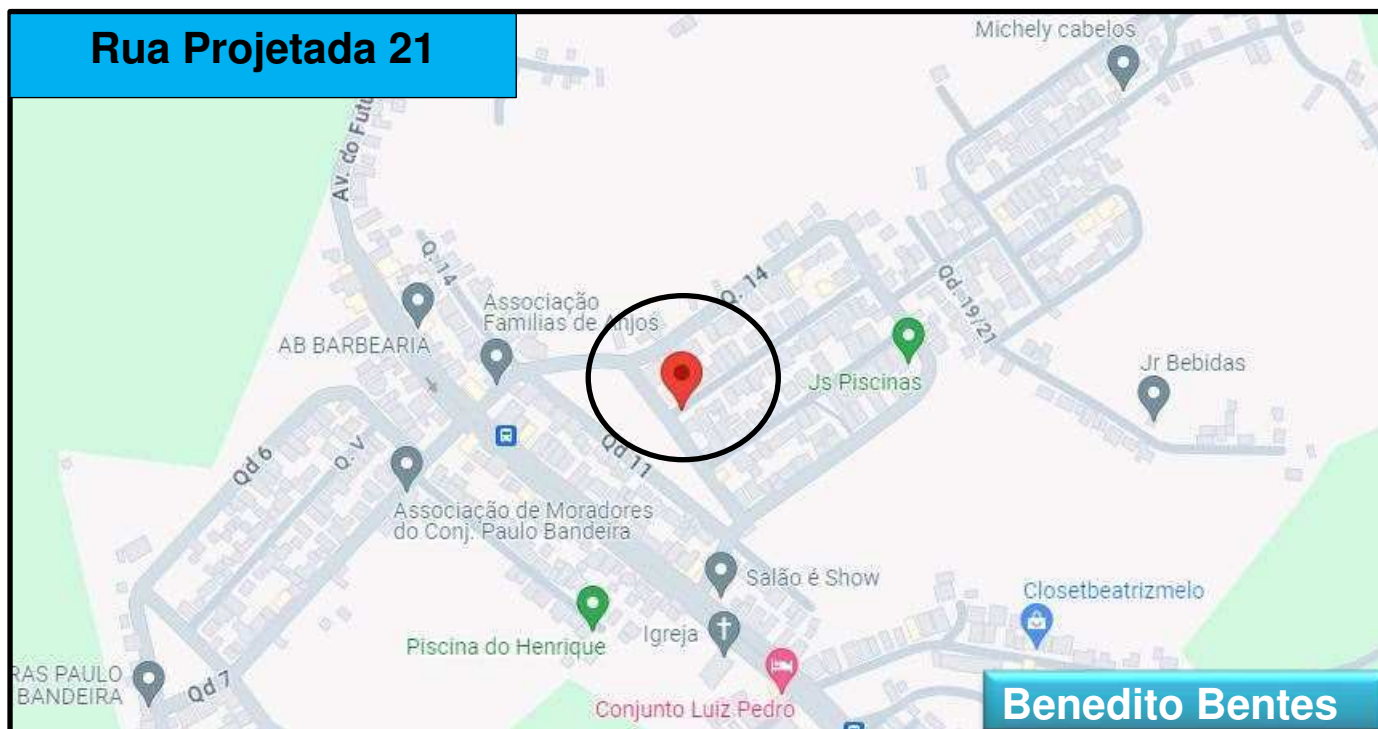 Rua Projetada 21
Michely cabelos
Av. do Futu
Q. 14
Q. 14
Associação
Familias de Anjos
AB BARBEARIA
Qd. 19/21
Js Piscinas
Jr Bebidas
Qd 6
Q. V
Qd 11
Associação de Moradores
do Conj. Paulo Bandeira
Salão é Show
Closetbeatrizmelo
Igreja
Piscina do Henrique
RAS PAULO
BANDEIRA
Qd 7
Conjunto Luiz Pedro
Benedito Bentes